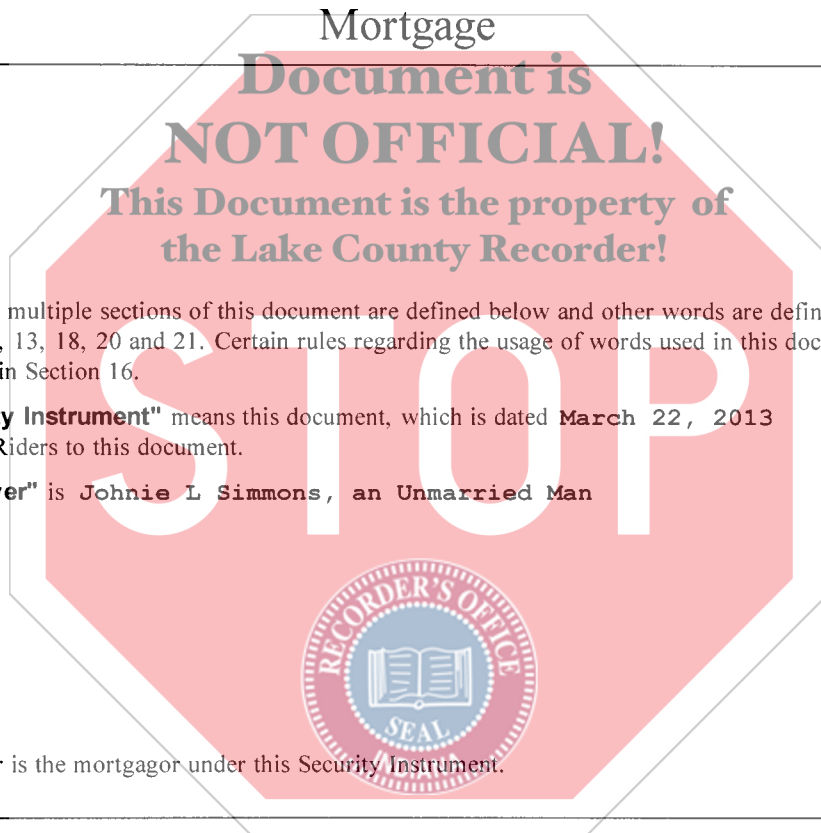 Mortgage
Document is
NOT OFFICIAL!
This Document is the property of
the Lake County Recorder!
multiple sections of this document are defined below and other words are defin
, 13, 18, 20 and 21. Certain rules regarding the usage of words used in this doc
in Section 16.
y Instrument" means this document, which is dated March 22, 2013
Riders to this document.
er" is Johnie L Simmons, an Unmarried Man
STOP
RECORDER'S OFFICE
SEAL
INDIANA
r is the mortgagor under this Security Instrument.